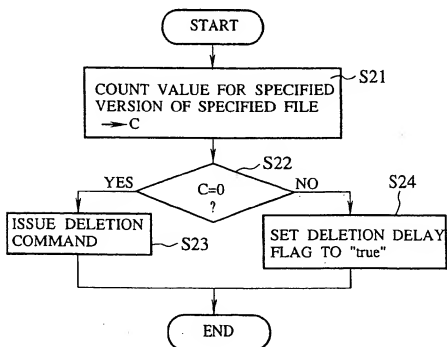 START
COUNT VALUE FOR SPECIFIED
VERSION OF SPECIFIED FILE
→ C
S21
S22
YES
C=0
?
NO
S24
ISSUE DELETION
COMMAND
S23
SET DELETION DELAY
FLAG TO "true"
END